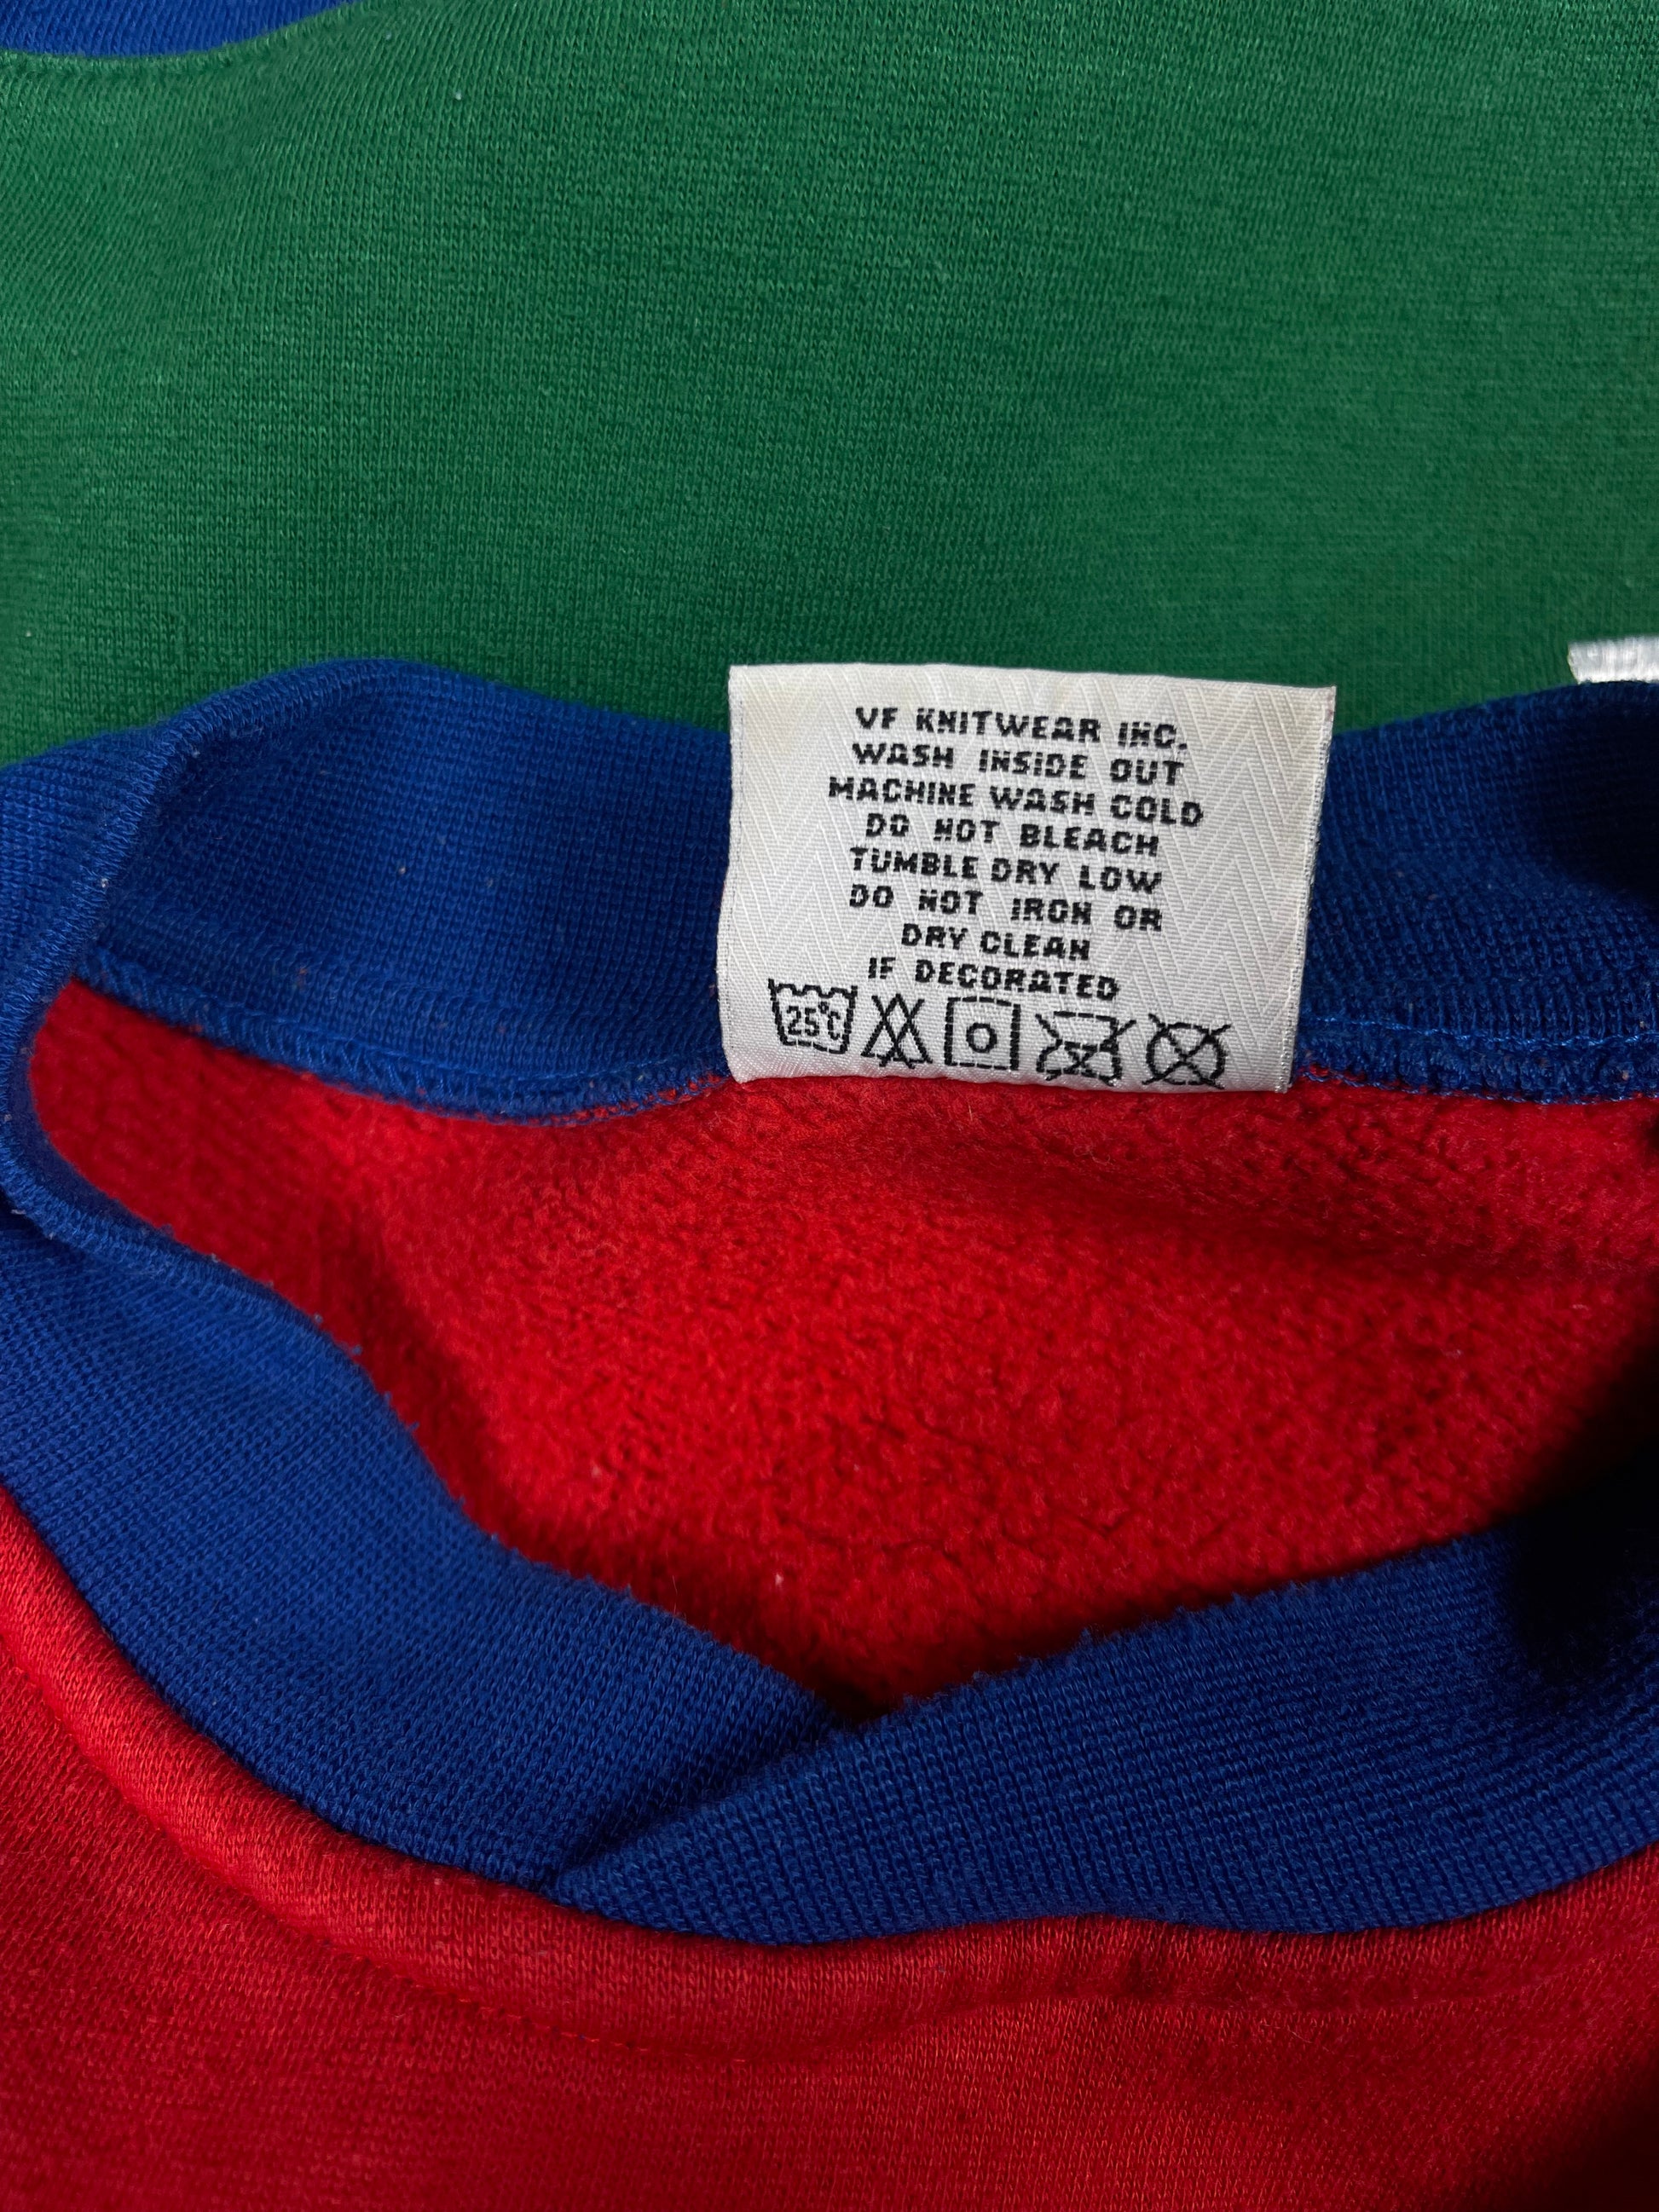 VF KNITWEAR INC.
WASH INSIDE OUT
MACHINE WASH COLD
DO NOT BLEACH
TUMBLE DRY LOW
DO NOT IRON OR
DRY CLEAN
IF DECORATED
25°C